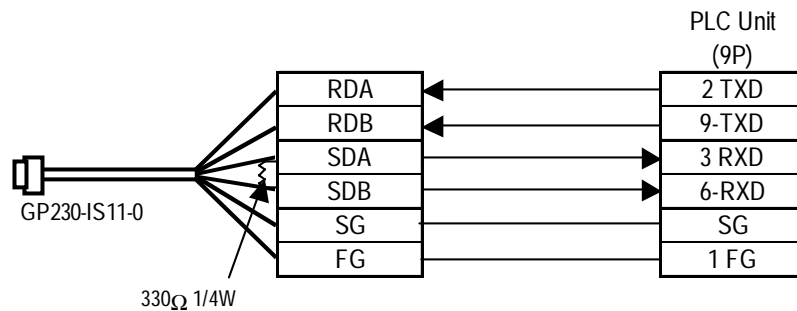 PLC Unit
(9P)
RDA 2 TXD
RDB 9-TXD
SDA 3 RXD
SDB 6-RXD
SG SG
FG 1 FG
GP230-IS11-0
330Ω 1/4W